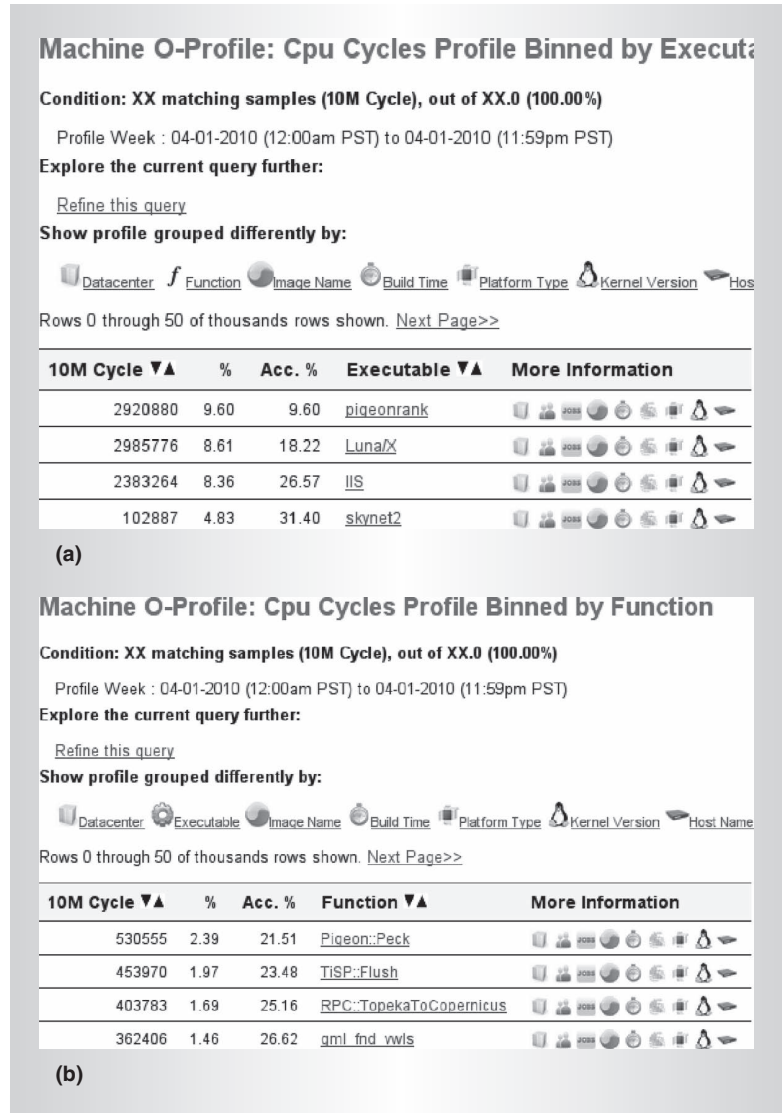 Machine O-Profile: Cpu Cycles Profile Binned by Executa
Condition: XX matching samples (10M Cycle), out of XX.0 (100.00%)
Profile Week : 04-01-2010 (12:00am PST) to 04-01-2010 (11:59pm PST)
Explore the current query further:
Refine this query
Show profile grouped differently by:
Datacenter f Function Image Name Build Time Platform Type Kernel Version Hos
Rows 0 through 50 of thousands rows shown. Next Page>>
10M Cycle ▼▲ % Acc. % Executable ▼▲ More Information
2920880 9.60 9.60 pigeonrank JOBS
2985776 8.61 18.22 Luna/X JOBS
2383264 8.36 26.57 IIS JOBS
102887 4.83 31.40 skynet2 JOBS
(a)
Machine O-Profile: Cpu Cycles Profile Binned by Function
Condition: XX matching samples (10M Cycle), out of XX.0 (100.00%)
Profile Week : 04-01-2010 (12:00am PST) to 04-01-2010 (11:59pm PST)
Explore the current query further:
Refine this query
Show profile grouped differently by:
Datacenter Executable Image Name Build Time Platform Type Kernel Version Host Name
Rows 0 through 50 of thousands rows shown. Next Page>>
10M Cycle ▼▲ % Acc. % Function ▼▲ More Information
530555 2.39 21.51 Pigeon::Peck JOBS
453970 1.97 23.48 TiSP::Flush JOBS
403783 1.69 25.16 RPC::TopekaToCopernicus JOBS
362406 1.46 26.62 gml_fnd_vwls JOBS
(b)